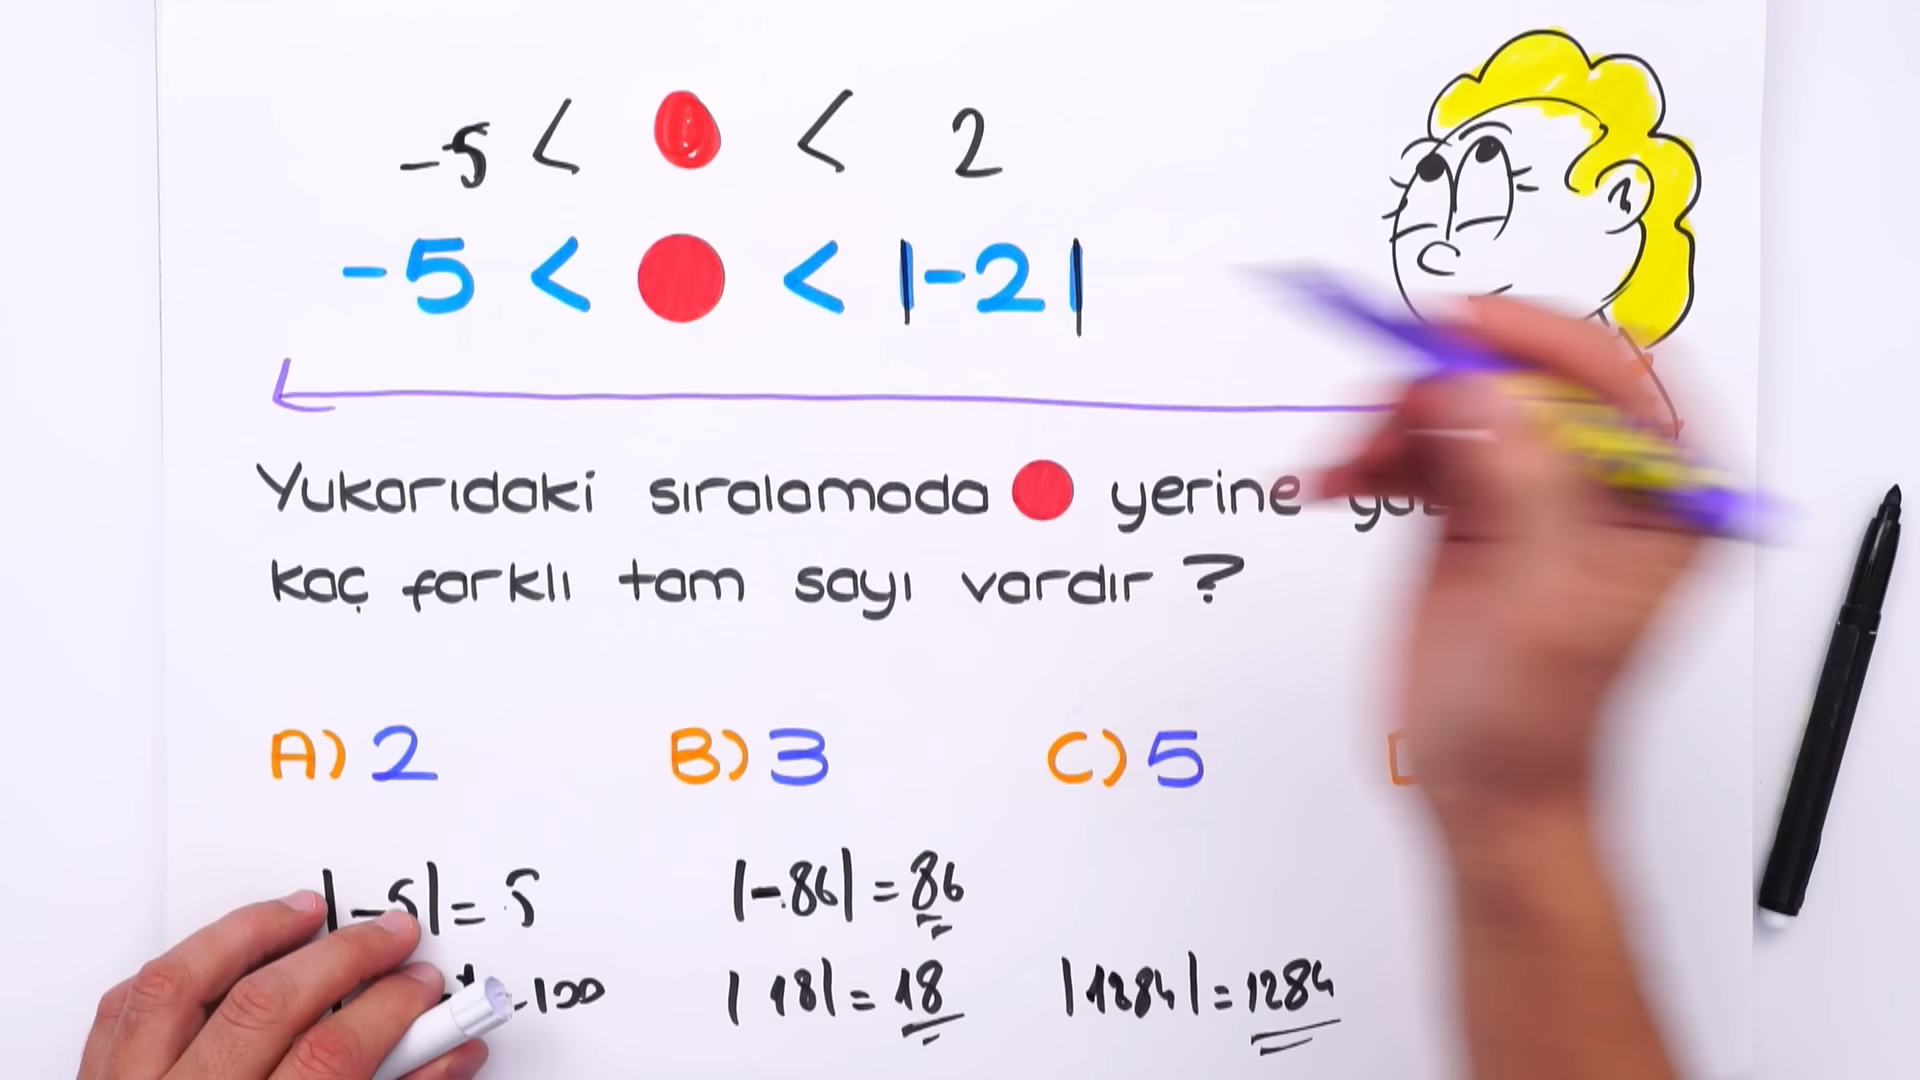 -5 < < 2
-5 < < |-2|
Yukarıdaki sıralamada yerine
kaç farklı tam sayı vardır ?
A) 2 B) 3 C) 5
|-5| = 5 |-86| = 86
|18| = 18 |1284| = 1284